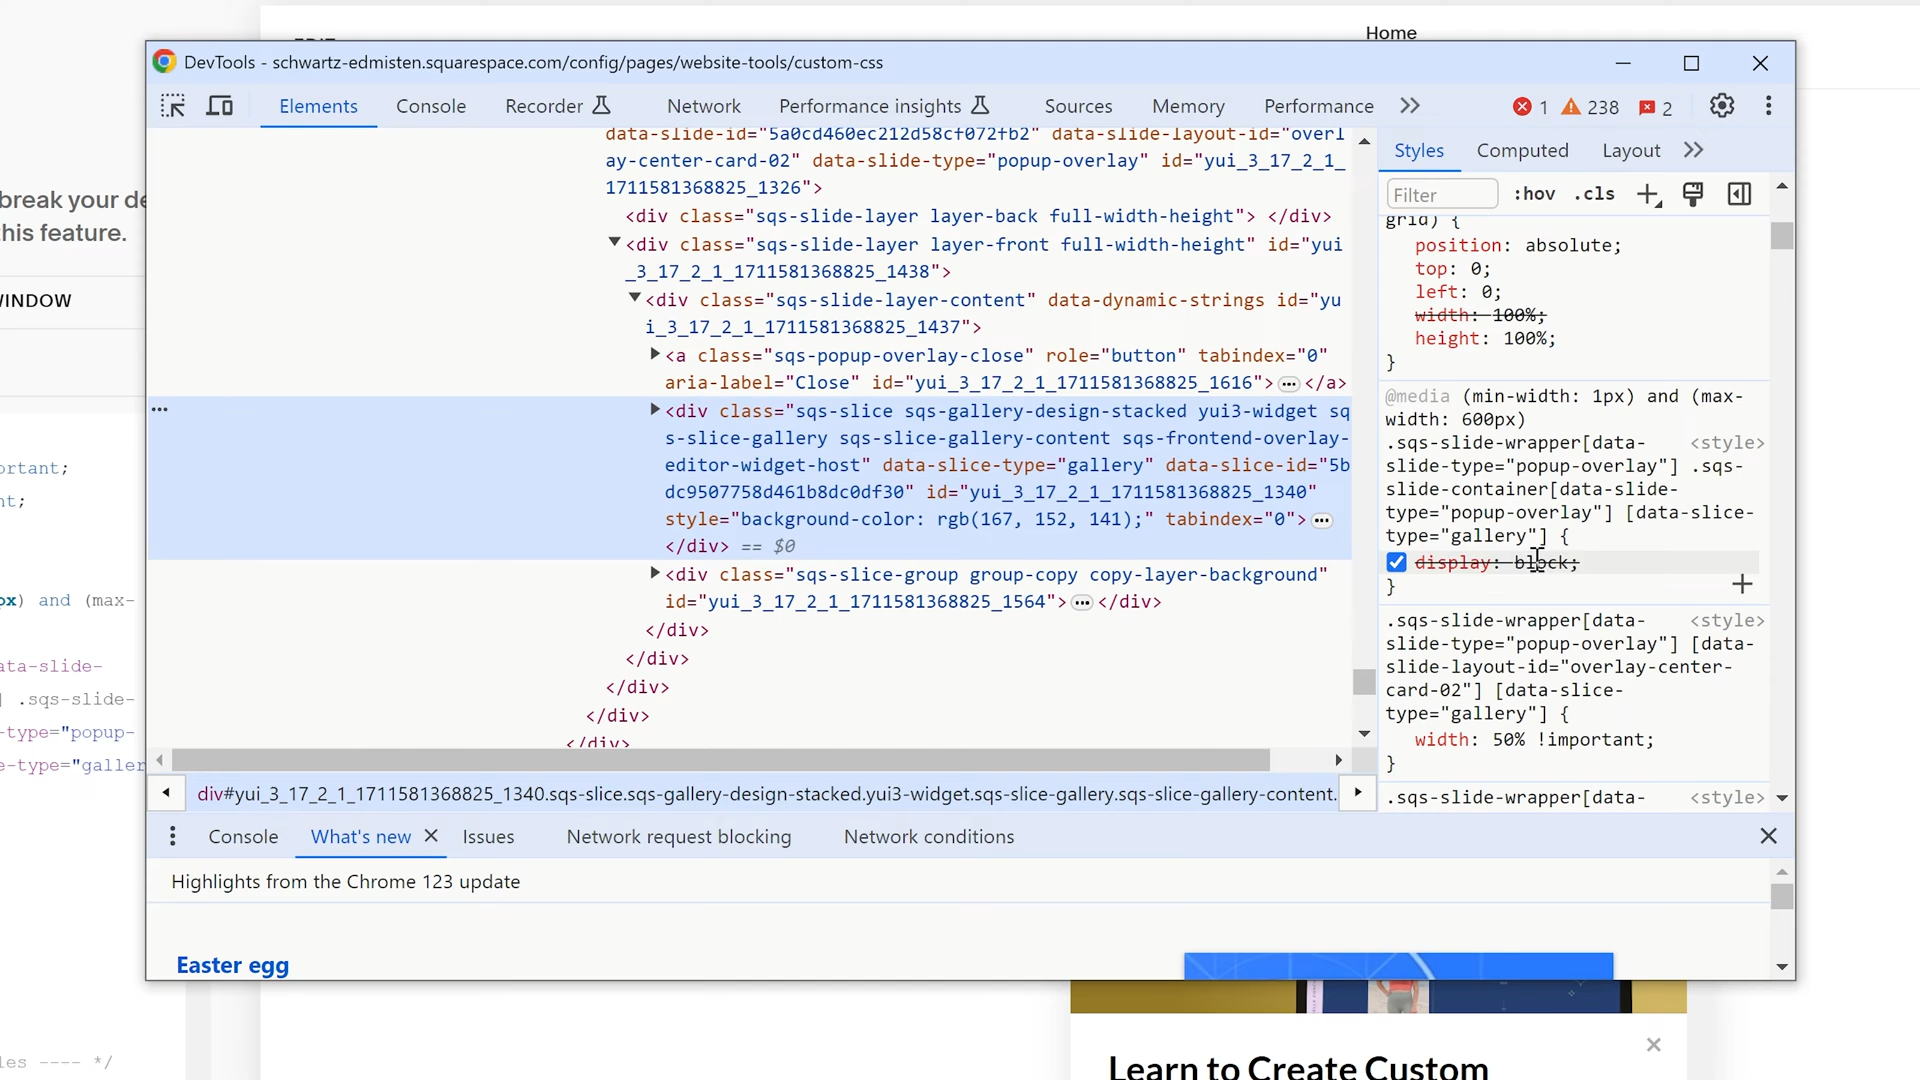 Home
DevTools - schwartz-edmisten.squarespace.com/config/pages/website-tools/custom-css
Elements Console Recorder Network Performance insights Sources Memory Performance 1 238 2
data-slide-id="5a0cd460ec212d58cf072fb2" data-slide-layout-id="overl
ay-center-card-02" data-slide-type="popup-overlay" id="yui_3_17_2_1_
1711581368825_1326">
<div class="sqs-slide-layer layer-back full-width-height"> </div>
<div class="sqs-slide-layer layer-front full-width-height" id="yui
_3_17_2_1_1711581368825_1438">
<div class="sqs-slide-layer-content" data-dynamic-strings id="yu
i_3_17_2_1_1711581368825_1437">
<a class="sqs-popup-overlay-close" role="button" tabindex="0"
aria-label="Close" id="yui_3_17_2_1_1711581368825_1616"> … </a>
<div class="sqs-slice sqs-gallery-design-stacked yui3-widget sq
s-slice-gallery sqs-slice-gallery-content sqs-frontend-overlay-
editor-widget-host" data-slice-type="gallery" data-slice-id="5b
dc9507758d461b8dc0df30" id="yui_3_17_2_1_1711581368825_1340"
style="background-color: rgb(167, 152, 141);" tabindex="0"> …
</div> == $0
<div class="sqs-slice-group group-copy copy-layer-background"
id="yui_3_17_2_1_1711581368825_1564"> … </div>
</div>
</div>
</div>
</div>
</div>
div#yui_3_17_2_1_1711581368825_1340.sqs-slice.sqs-gallery-design-stacked.yui3-widget.sqs-slice-gallery.sqs-slice-gallery-content.
Styles Computed Layout
Filter :hov .cls
grid) {
position: absolute;
top: 0;
left: 0;
width: 100%;
height: 100%;
}
@media (min-width: 1px) and (max-
width: 600px)
.sqs-slide-wrapper[data- <style>
slide-type="popup-overlay"] .sqs-
slide-container[data-slide-
type="popup-overlay"] [data-slice-
type="gallery"] {
display: block;
}
.sqs-slide-wrapper[data- <style>
slide-type="popup-overlay"] [data-
slide-layout-id="overlay-center-
card-02"] [data-slice-
type="gallery"] {
width: 50% !important;
}
.sqs-slide-wrapper[data- <style>
Console What's new Issues Network request blocking Network conditions
Highlights from the Chrome 123 update
Easter egg
break your de
this feature.
WINDOW
ortant;
nt;
ox) and (max-
ata-slide-
] .sqs-slide-
-type="popup-
e-type="galler
les ---- */
Learn to Create Custom